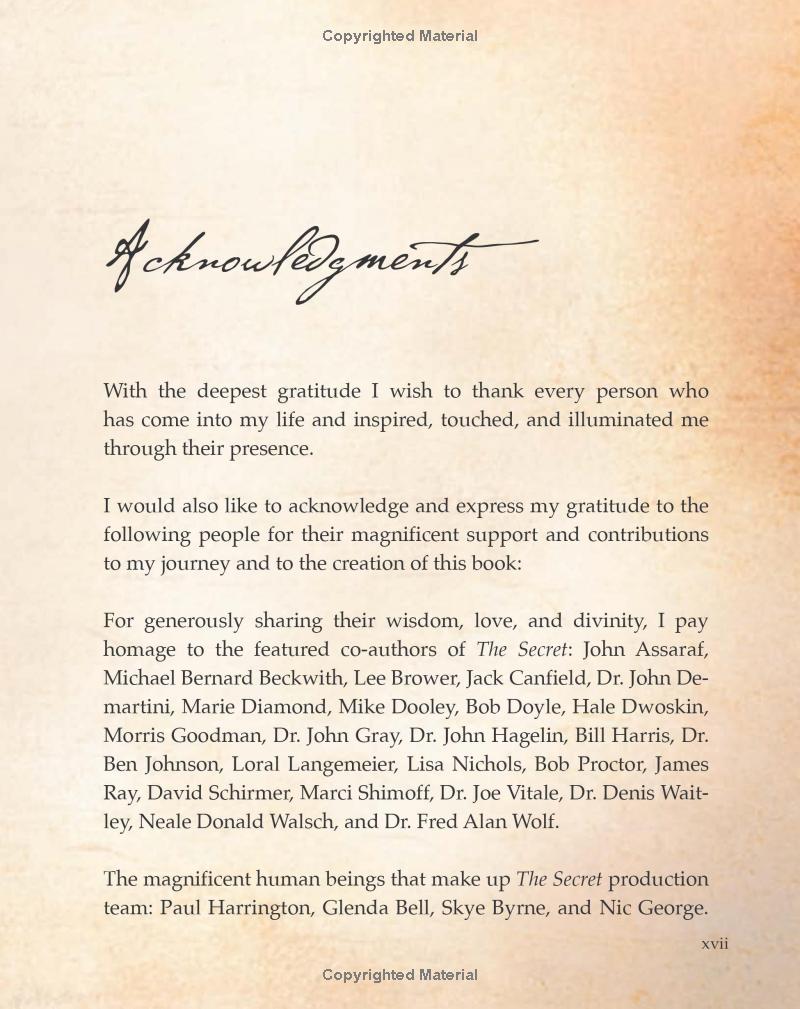 Copyrighted Material
Acknowledgments
With the deepest gratitude I wish to thank every person who
has come into my life and inspired, touched, and illuminated me
through their presence.
I would also like to acknowledge and express my gratitude to the
following people for their magnificent support and contributions
to my journey and to the creation of this book:
For generously sharing their wisdom, love, and divinity, I pay
homage to the featured co-authors of The Secret: John Assaraf,
Michael Bernard Beckwith, Lee Brower, Jack Canfield, Dr. John De-
martini, Marie Diamond, Mike Dooley, Bob Doyle, Hale Dwoskin,
Morris Goodman, Dr. John Gray, Dr. John Hagelin, Bill Harris, Dr.
Ben Johnson, Loral Langemeier, Lisa Nichols, Bob Proctor, James
Ray, David Schirmer, Marci Shimoff, Dr. Joe Vitale, Dr. Denis Wait-
ley, Neale Donald Walsch, and Dr. Fred Alan Wolf.
The magnificent human beings that make up The Secret production
team: Paul Harrington, Glenda Bell, Skye Byrne, and Nic George.
xvii
Copyrighted Material